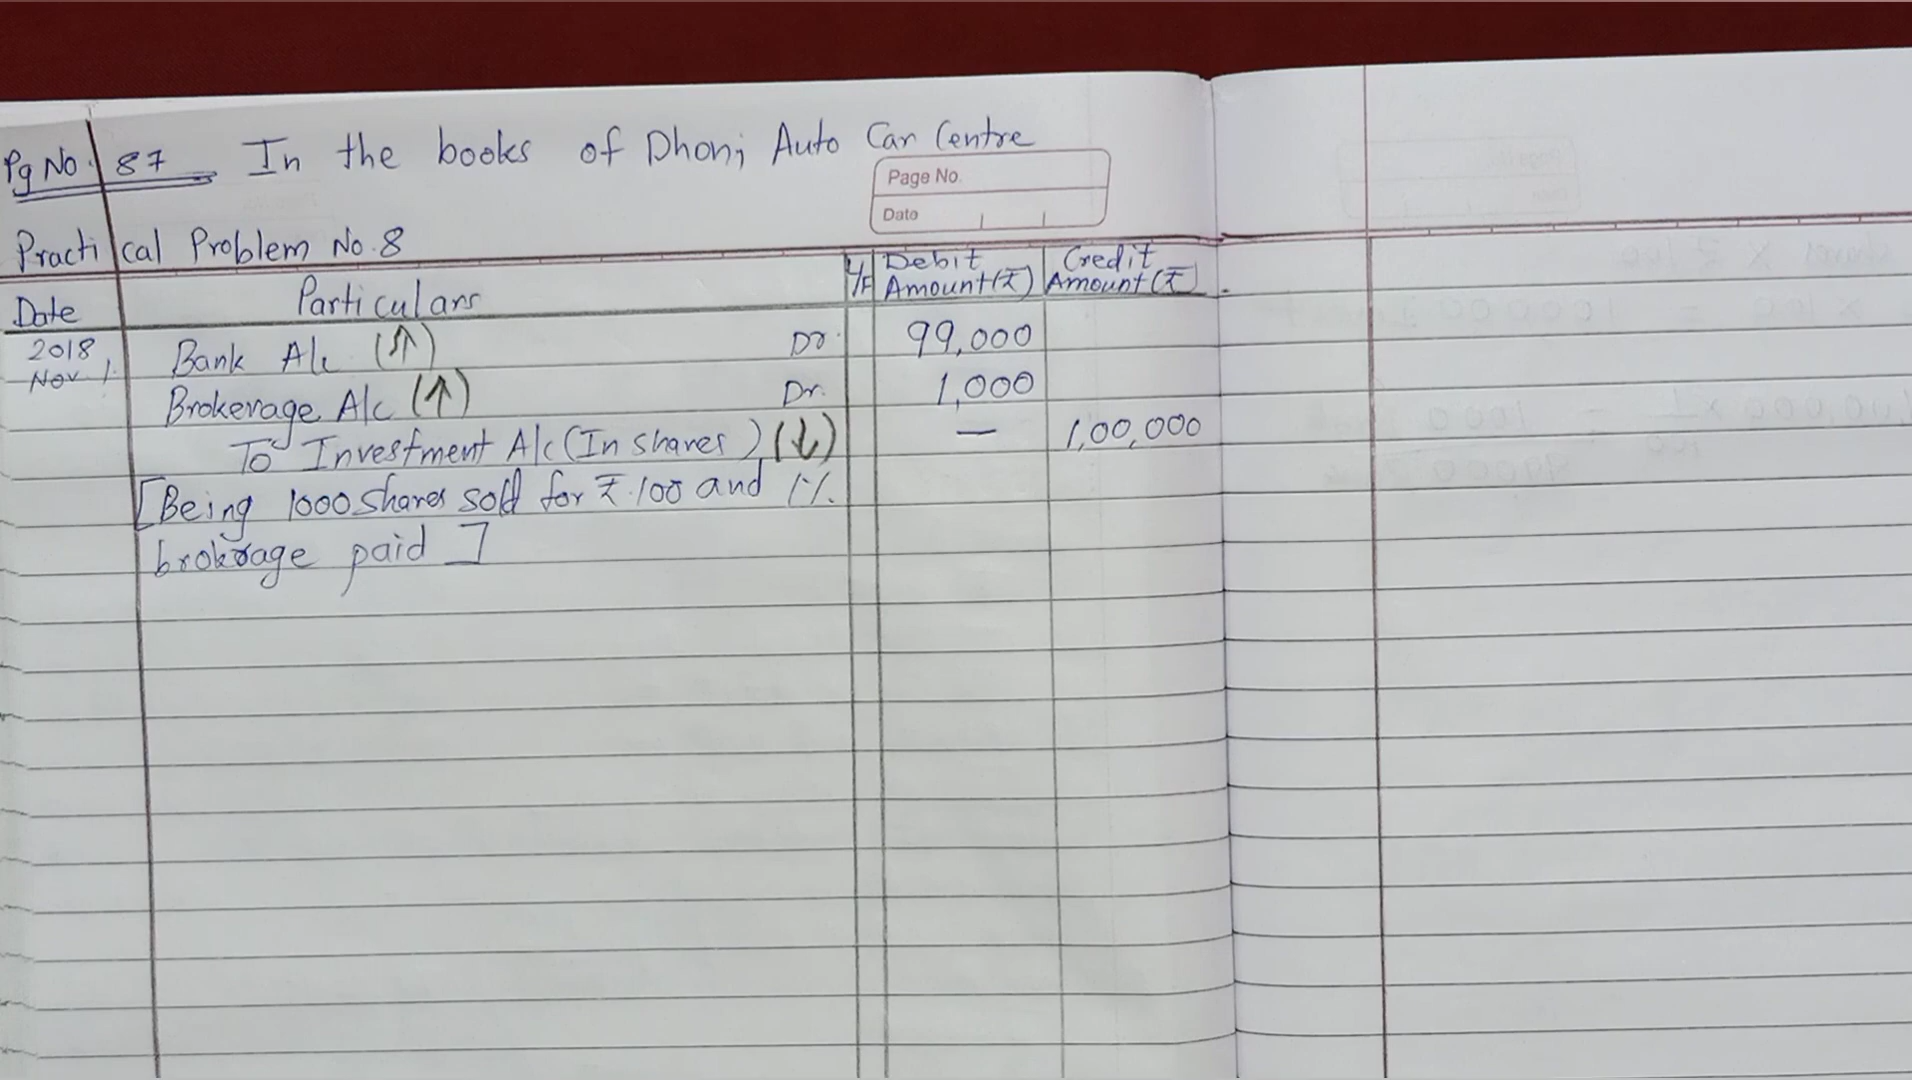 Pg No. 87 In the books of Dhoni Auto Car Centre
Page No.
Date
Practical Problem No. 8
Date Particulars L/F Debit Amount (₹) Credit Amount (₹)
2018 Bank A/c (↑) Dr. 99,000
Nov. 1.
Brokerage A/c (↑) Dr. 1,000
To Investment A/c (In shares) (↓) — 1,00,000
[Being 1000 shares sold for ₹.100 and 1%
brokrage paid]